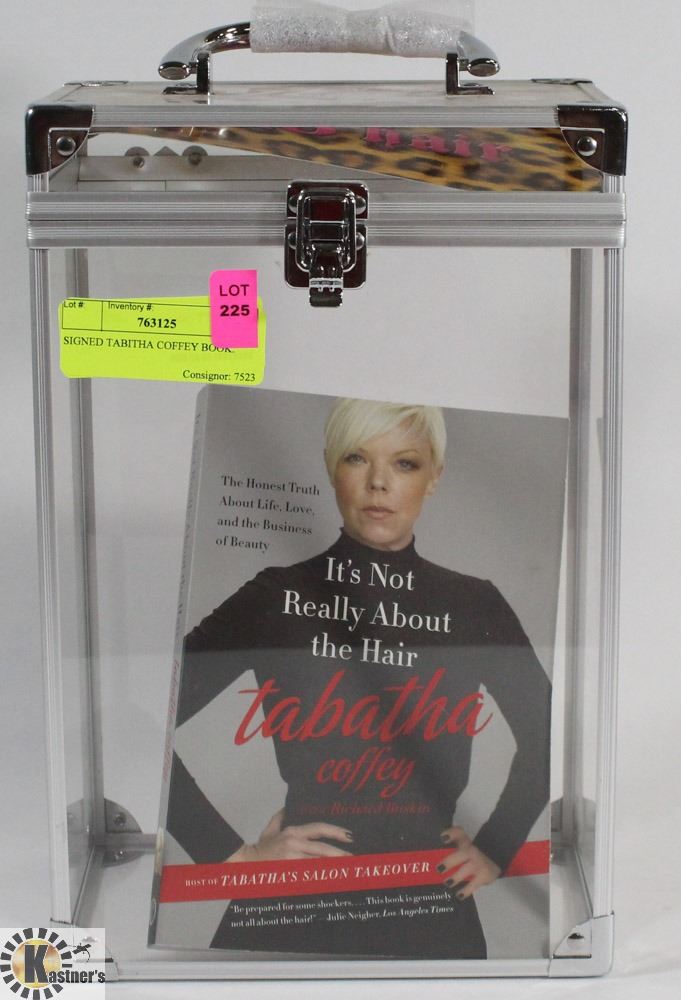 hair
LOT
225
Lot #:
Inventory #:
763125
SIGNED TABITHA COFFEY BOOK.
Consignor: 7523
The Honest Truth
About Life, Love,
and the Business
of Beauty
It's Not
Really About
the Hair
tabatha
coffey
Richard Buskin
HOST OF TABATHA'S SALON TAKEOVER
"Be prepared for some shockers. . . . This book is genuinely
not all about the hair!" — Julie Neigher, Los Angeles Times
Kastner's